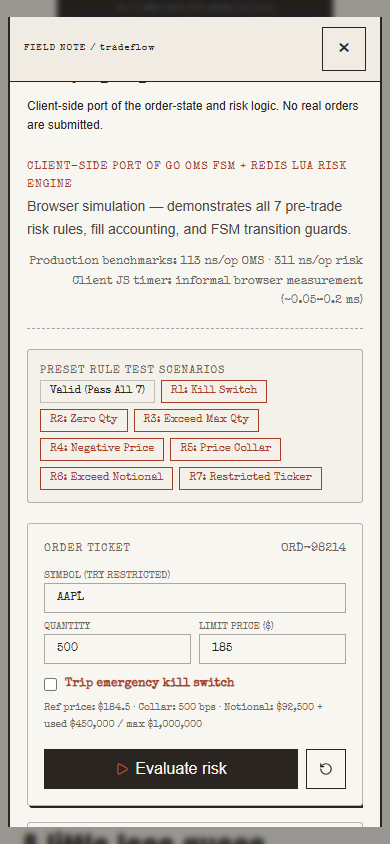 FIELD NOTE / tradeflow
Client-side port of the order-state and risk logic. No real orders
are submitted.
CLIENT-SIDE PORT OF GO OMS FSM + REDIS LUA RISK
ENGINE
Browser simulation — demonstrates all 7 pre-trade
risk rules, fill accounting, and FSM transition guards.
Production benchmarks: 113 ns/op OMS · 311 ns/op risk
Client JS timer: informal browser measurement
(~0.05–0.2 ms)
PRESET RULE TEST SCENARIOS
Valid (Pass All 7) R1: Kill Switch
R2: Zero Qty R3: Exceed Max Qty
R4: Negative Price R5: Price Collar
R6: Exceed Notional R7: Restricted Ticker
ORDER TICKET ORD-98214
SYMBOL (TRY RESTRICTED)
AAPL
QUANTITY LIMIT PRICE ($)
500 185
Trip emergency kill switch
Ref price: $184.5 · Collar: 500 bps · Notional: $92,500 +
used $450,000 / max $1,000,000
Evaluate risk